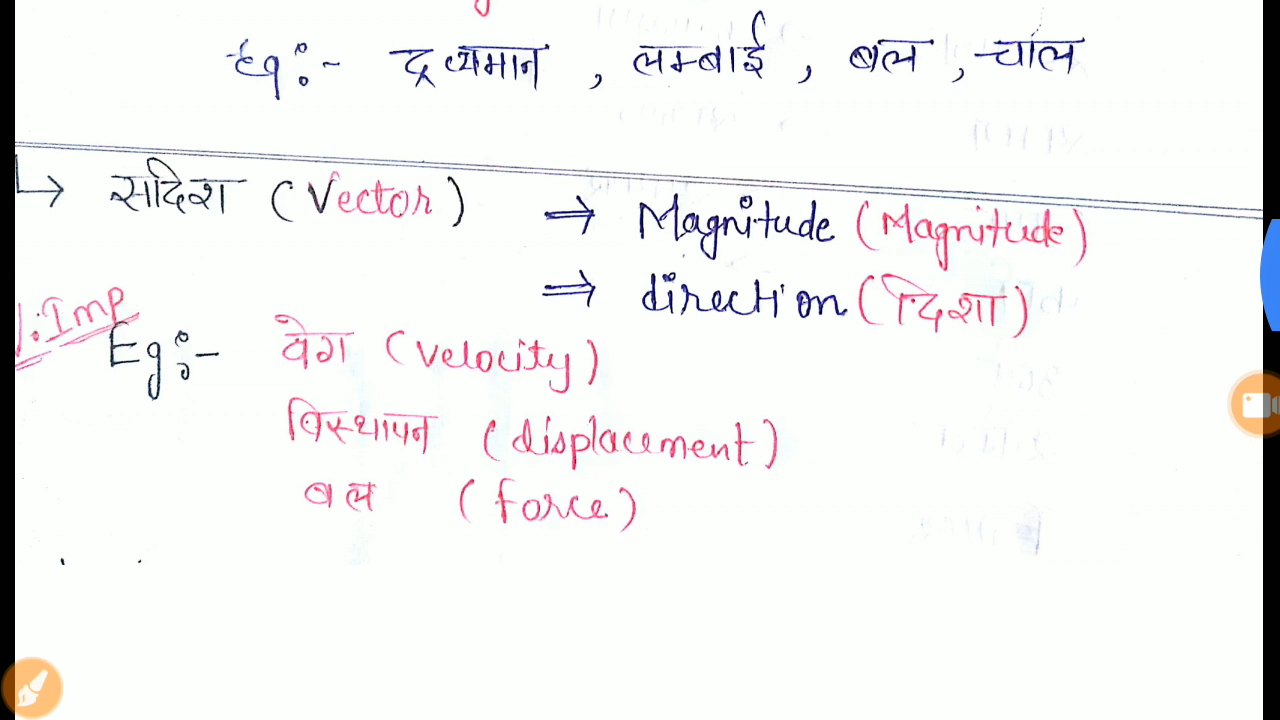 Eg:- द्रव्यमान , लम्बाई , बल , चाल
↳ सदिश (Vector) ⇒ Magnitude (Magnitude)
⇒ direction (दिशा)
V.Imp
Eg:- वेग (velocity)
विस्थापन (displacement)
बल (force)